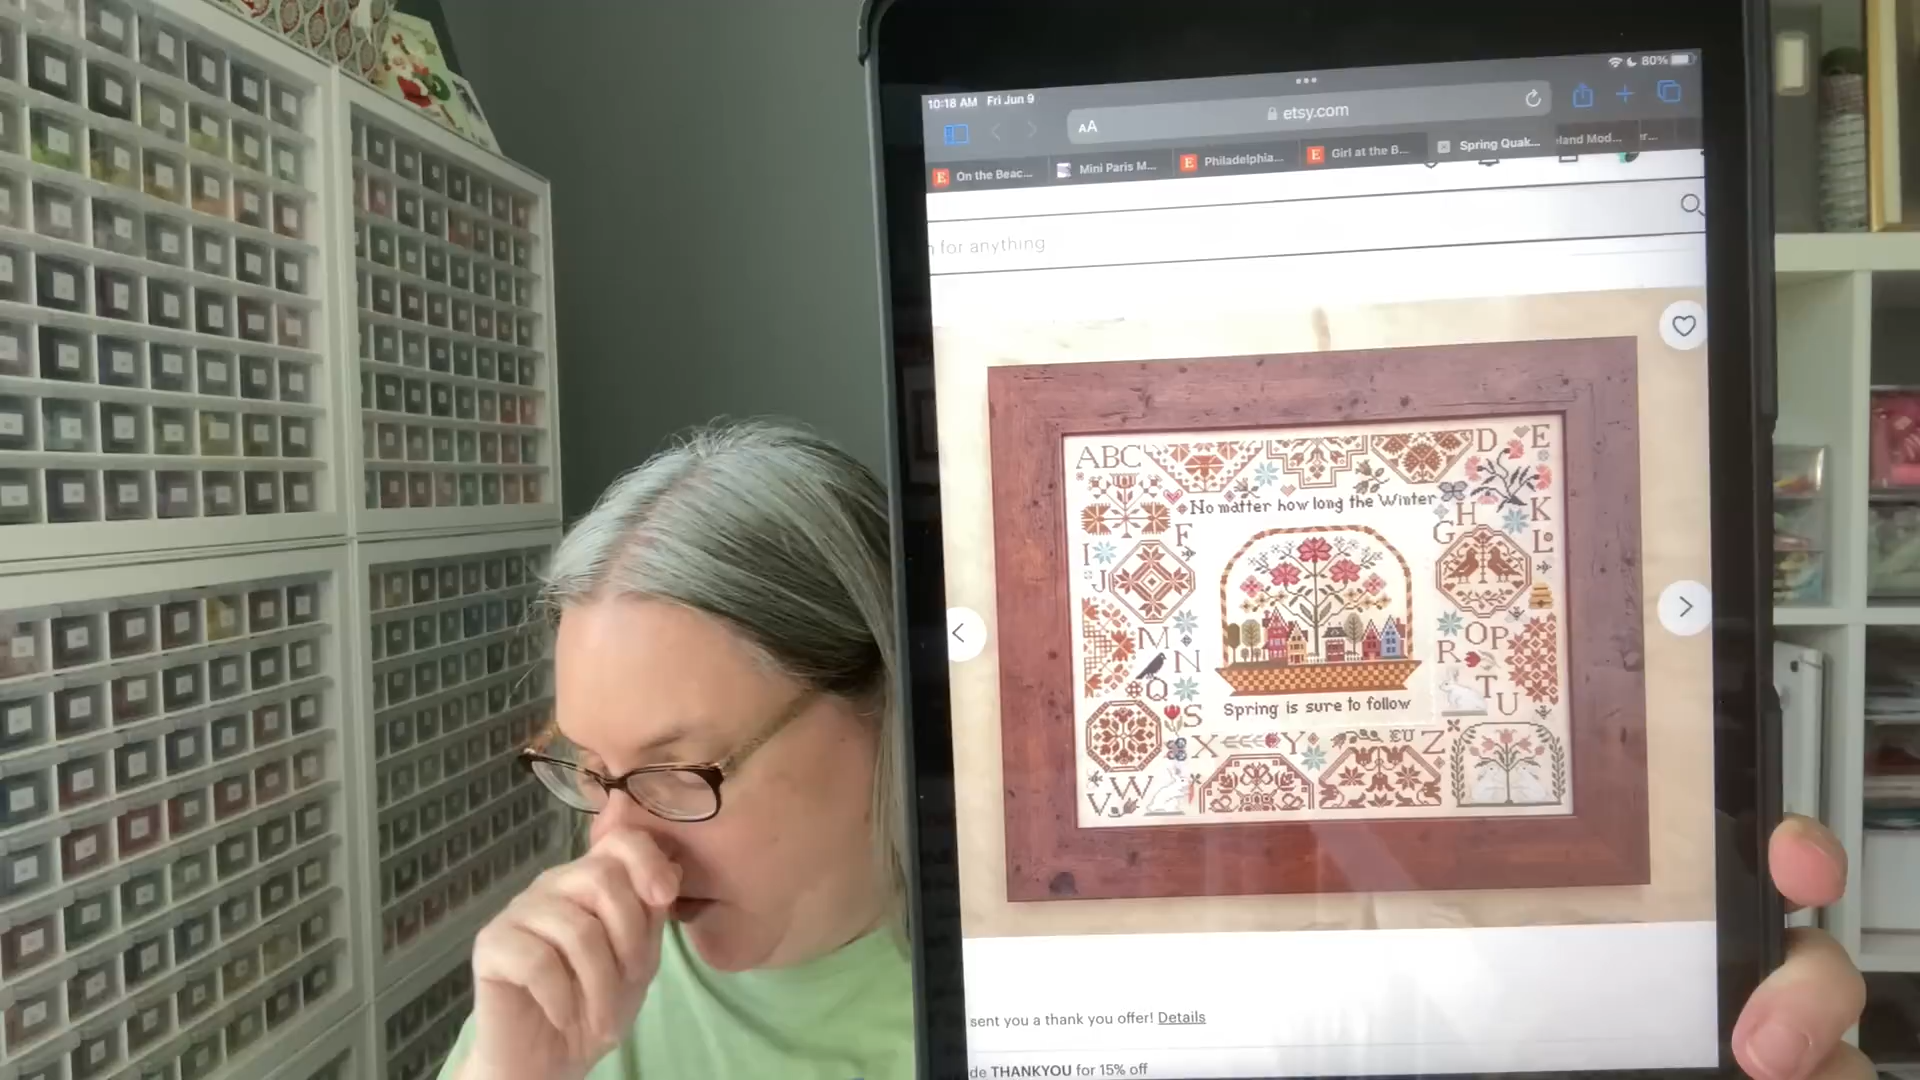 10:18 AM Fri Jun 9
80%
AA
etsy.com
On the Beac...
Mini Paris M...
Philadelphia...
Girl at the B...
Spring Quak...
eland Mod...
for anything
ABC
D E
No matter how long the Winter
F
G H
K
I
J
L
M
N
O P
Q
R
S
T U
Spring is sure to follow
X
Y
Z
V W
sent you a thank you offer! Details
de THANKYOU for 15% off